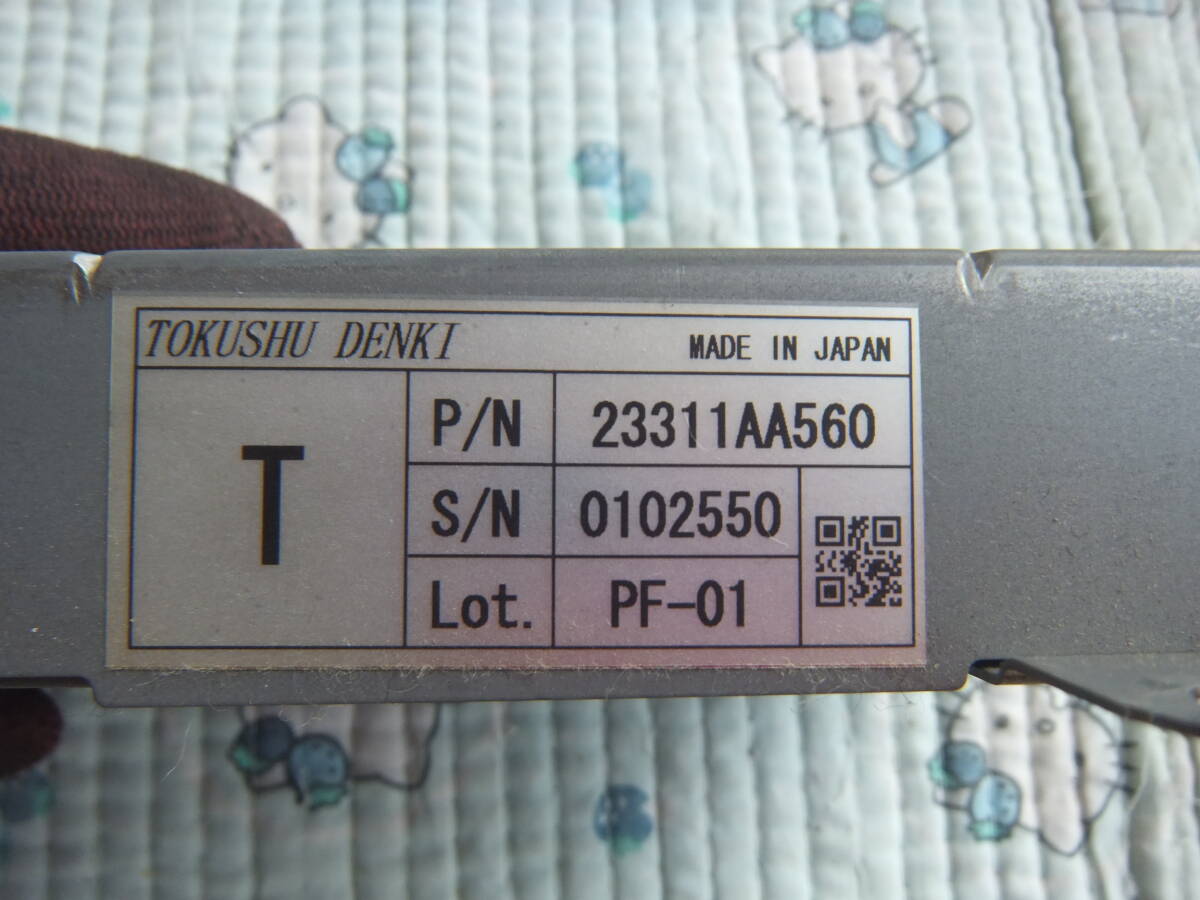 TOKUSHU DENKI MADE IN JAPAN
T
P/N 23311AA560
S/N 0102550
Lot. PF-01